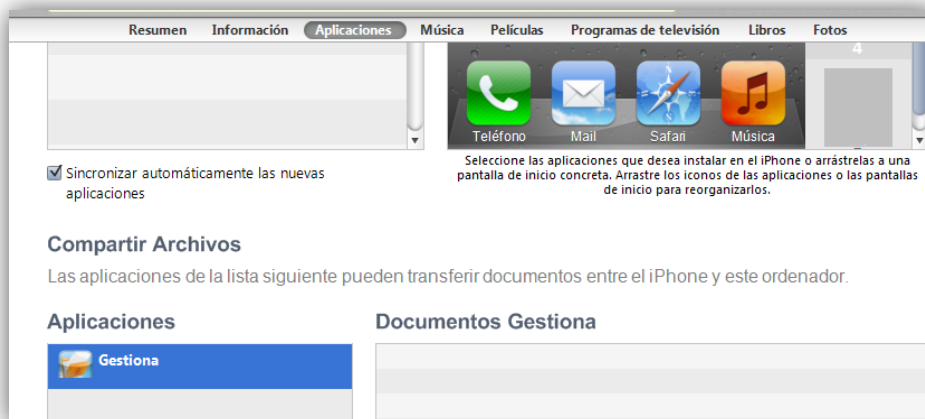 Resumen Información Aplicaciones Música Películas Programas de televisión Libros Fotos
4
Teléfono Mail Safari Música
Sincronizar automáticamente las nuevas
aplicaciones
Seleccione las aplicaciones que desea instalar en el iPhone o arrástrelas a una
pantalla de inicio concreta. Arrastre los iconos de las aplicaciones o las pantallas
de inicio para reorganizarlos.
Compartir Archivos
Las aplicaciones de la lista siguiente pueden transferir documentos entre el iPhone y este ordenador.
Aplicaciones
Documentos Gestiona
Gestiona